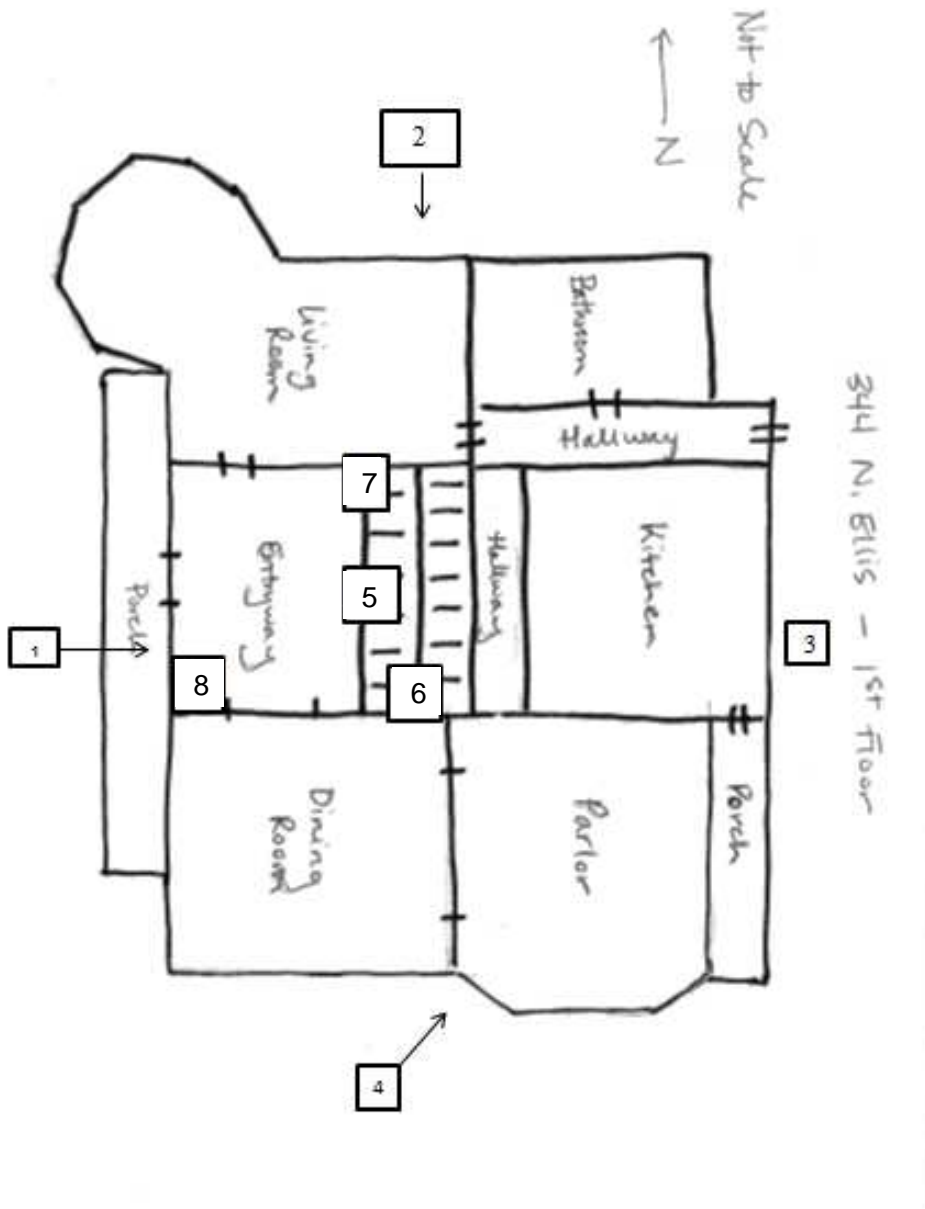 Not to Scale
N
2
Bathroom
Living
Room
344 N. Ellis - 1st Floor
Hallway
7
Kitchen
Hallway
Entryway
Porch
5
1
3
8
6
Porch
Dining
Room
Parlor
4